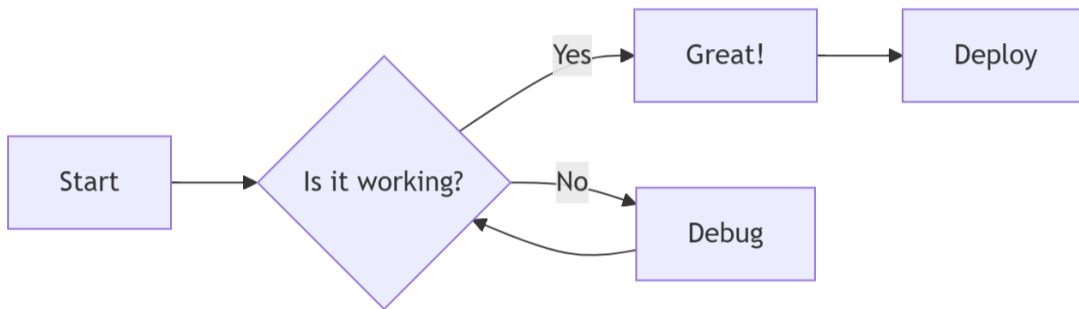 Start
Is it working?
Yes
Great!
Deploy
No
Debug